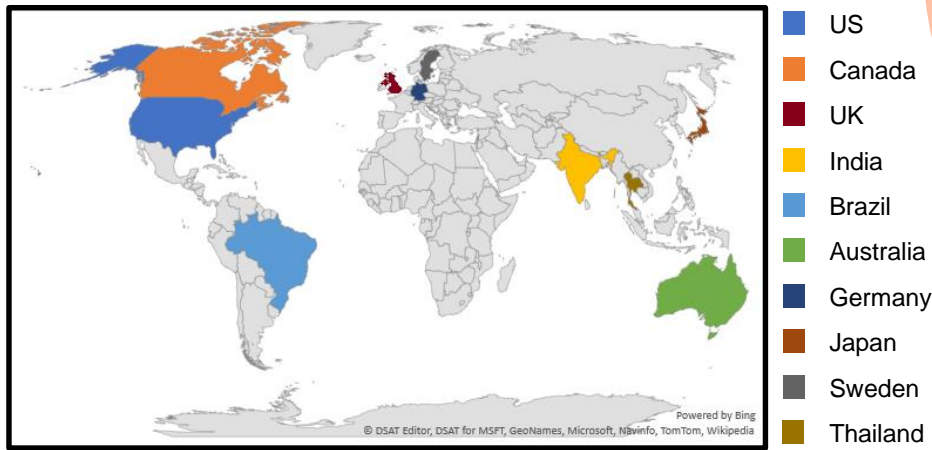 US
Canada
UK
India
Brazil
Australia
Germany
Japan
Sweden
Thailand
Powered by Bing
© DSAT Editor, DSAT for MSFT, GeoNames, Microsoft, Navinfo, TomTom, Wikipedia